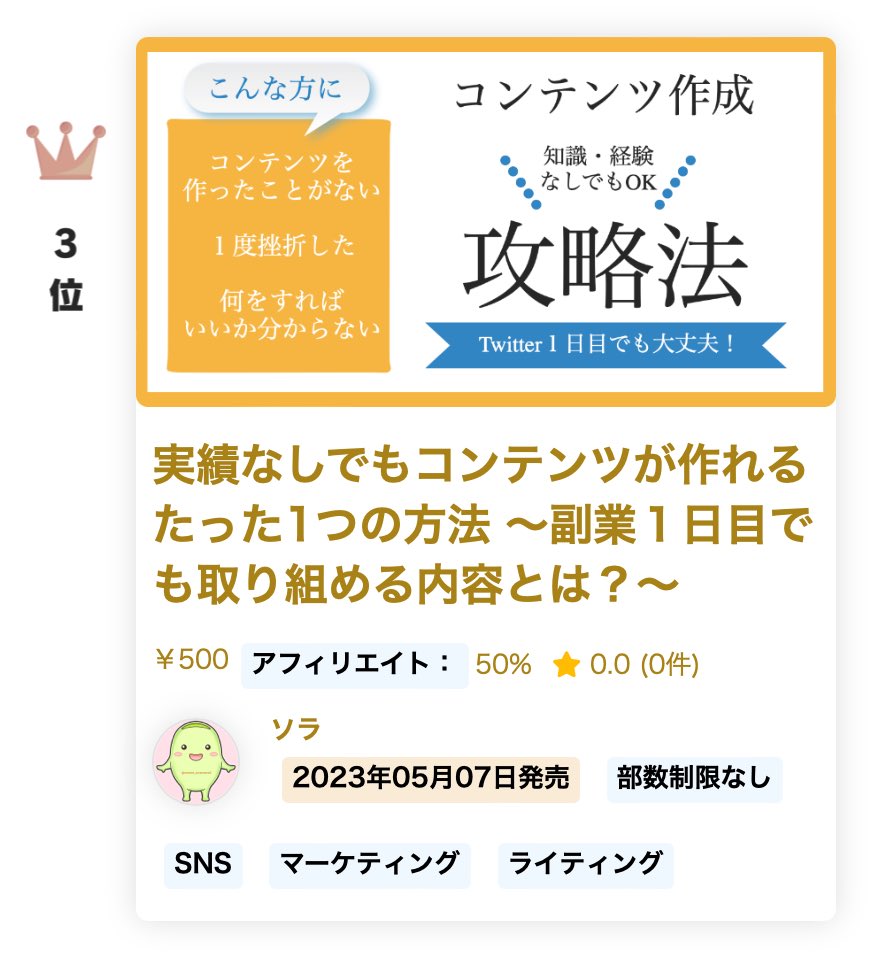 3
位
こんな方に
コンテンツを
作ったことがない
1度挫折した
何をすれば
いいか分からない
コンテンツ作成
知識・経験
なしでもOK
攻略法
Twitter 1 日目でも大丈夫！
実績なしでもコンテンツが作れる
たった1つの方法 〜副業１日目で
も取り組める内容とは？〜
￥500 アフィリエイト： 50% ★ 0.0 (0件)
ソラ
2023年05月07日発売 部数制限なし
SNS マーケティング ライティング